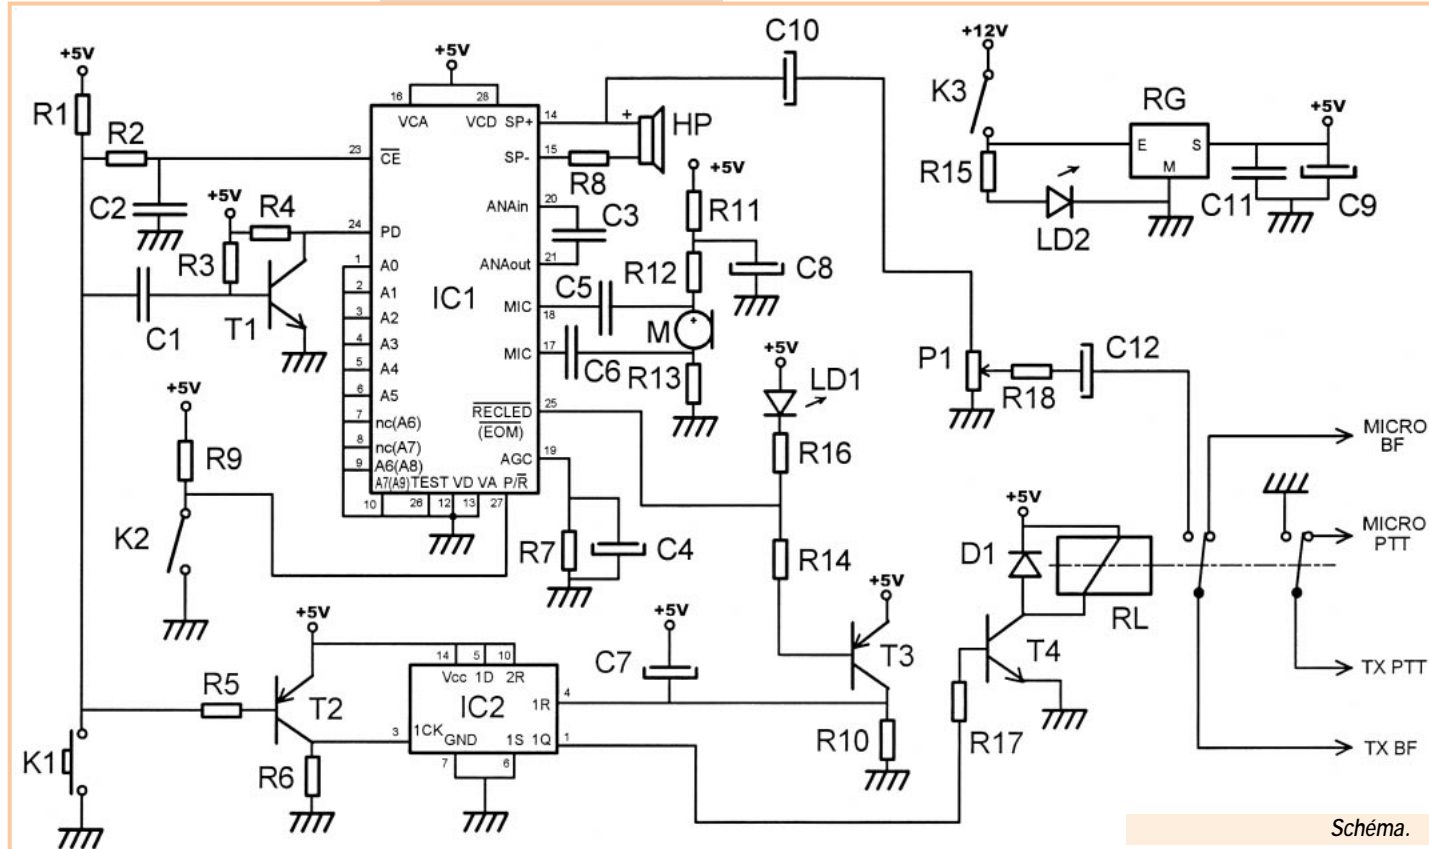 +5V
R1
R2
C2
+5V
R4
R3
C1
T1
+5V
R9
K2
K1
R5
+5V
T2
R6
+5V
16
28
VCA
VCD
SP+
14
SP-
15
23
CE
24
PD
1
A0
2
A1
3
A2
4
A3
5
A4
6
A5
7
nc(A6)
8
nc(A7)
9
A6(A8)
A7(A9)
TEST
VD
VA
P/R
10
26
12
13
27
IC1
ANAin
20
ANAout
21
MIC
18
MIC
17
RECLED
(EOM)
25
AGC
19
+
HP
R8
C3
C5
C6
+5V
R11
R12
C8
M
+
R13
R7
C4
C10
+5V
LD1
R16
R14
+5V
T3
R10
+5V
C7
14
5
10
Vcc
1D
2R
IC2
1R
4
3
1CK
GND
1S
1Q
1
7
6
R17
T4
D1
+5V
RL
P1
R18
C12
+12V
K3
R15
LD2
RG
E
S
M
+5V
C11
C9
MICRO
BF
MICRO
PTT
TX PTT
TX BF
Schéma.